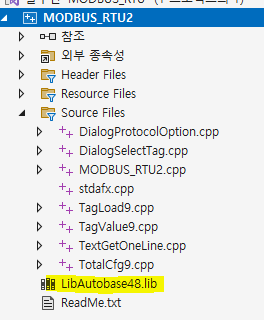 MODBUS_RTU2
참조
외부 종속성
Header Files
Resource Files
Source Files
DialogProtocolOption.cpp
DialogSelectTag.cpp
MODBUS_RTU2.cpp
stdafx.cpp
TagLoad9.cpp
TagValue9.cpp
TextGetOneLine.cpp
TotalCfg9.cpp
LibAutobase48.lib
ReadMe.txt